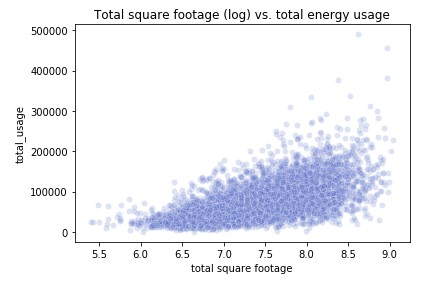 Total square footage (log) vs. total energy usage
500000
400000
300000
200000
100000
0
total_usage
5.5 6.0 6.5 7.0 7.5 8.0 8.5 9.0
total square footage